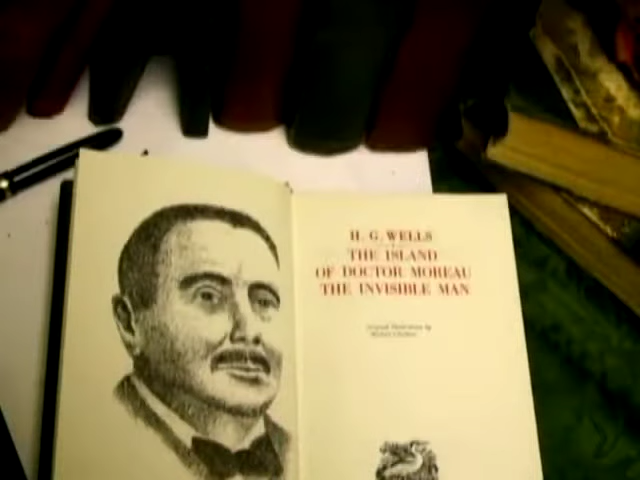 H. G. WELLS
THE ISLAND
OF DOCTOR MOREAU
THE INVISIBLE MAN